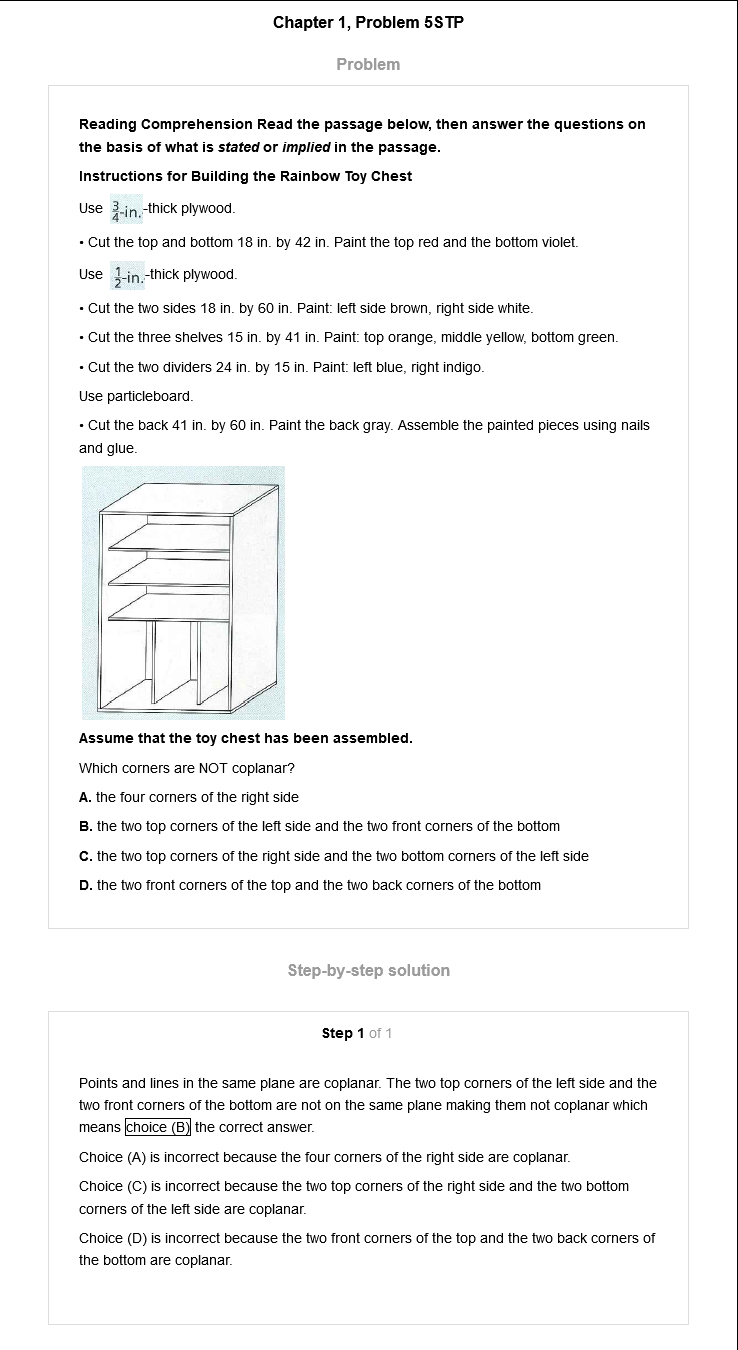 Chapter 1, Problem 5STP
Problem
Reading Comprehension Read the passage below, then answer the questions on
the basis of what is stated or implied in the passage.
Instructions for Building the Rainbow Toy Chest
Use 3/4-in.-thick plywood.
• Cut the top and bottom 18 in. by 42 in. Paint the top red and the bottom violet.
Use 1/2-in.-thick plywood.
• Cut the two sides 18 in. by 60 in. Paint: left side brown, right side white.
• Cut the three shelves 15 in. by 41 in. Paint: top orange, middle yellow, bottom green.
• Cut the two dividers 24 in. by 15 in. Paint: left blue, right indigo.
Use particleboard.
• Cut the back 41 in. by 60 in. Paint the back gray. Assemble the painted pieces using nails
and glue.
Assume that the toy chest has been assembled.
Which corners are NOT coplanar?
A. the four corners of the right side
B. the two top corners of the left side and the two front corners of the bottom
C. the two top corners of the right side and the two bottom corners of the left side
D. the two front corners of the top and the two back corners of the bottom
Step-by-step solution
Step 1 of 1
Points and lines in the same plane are coplanar. The two top corners of the left side and the
two front corners of the bottom are not on the same plane making them not coplanar which
means choice (B) the correct answer.
Choice (A) is incorrect because the four corners of the right side are coplanar.
Choice (C) is incorrect because the two top corners of the right side and the two bottom
corners of the left side are coplanar.
Choice (D) is incorrect because the two front corners of the top and the two back corners of
the bottom are coplanar.